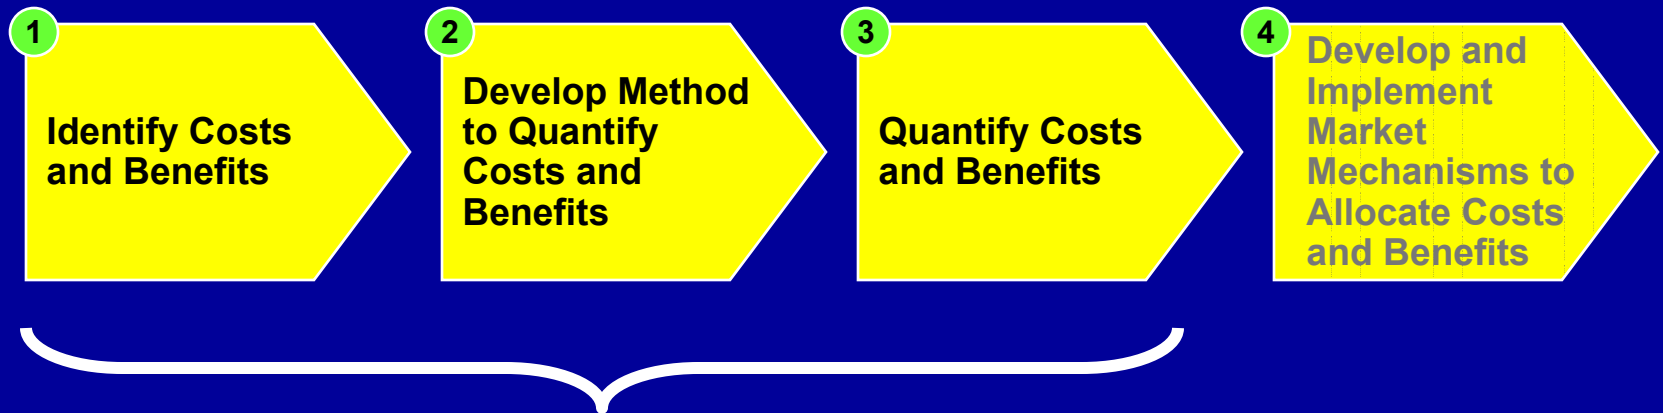 1
Identify Costs
and Benefits
2
Develop Method
to Quantify
Costs and
Benefits
3
Quantify Costs
and Benefits
4
Develop and
Implement
Market
Mechanisms to
Allocate Costs
and Benefits